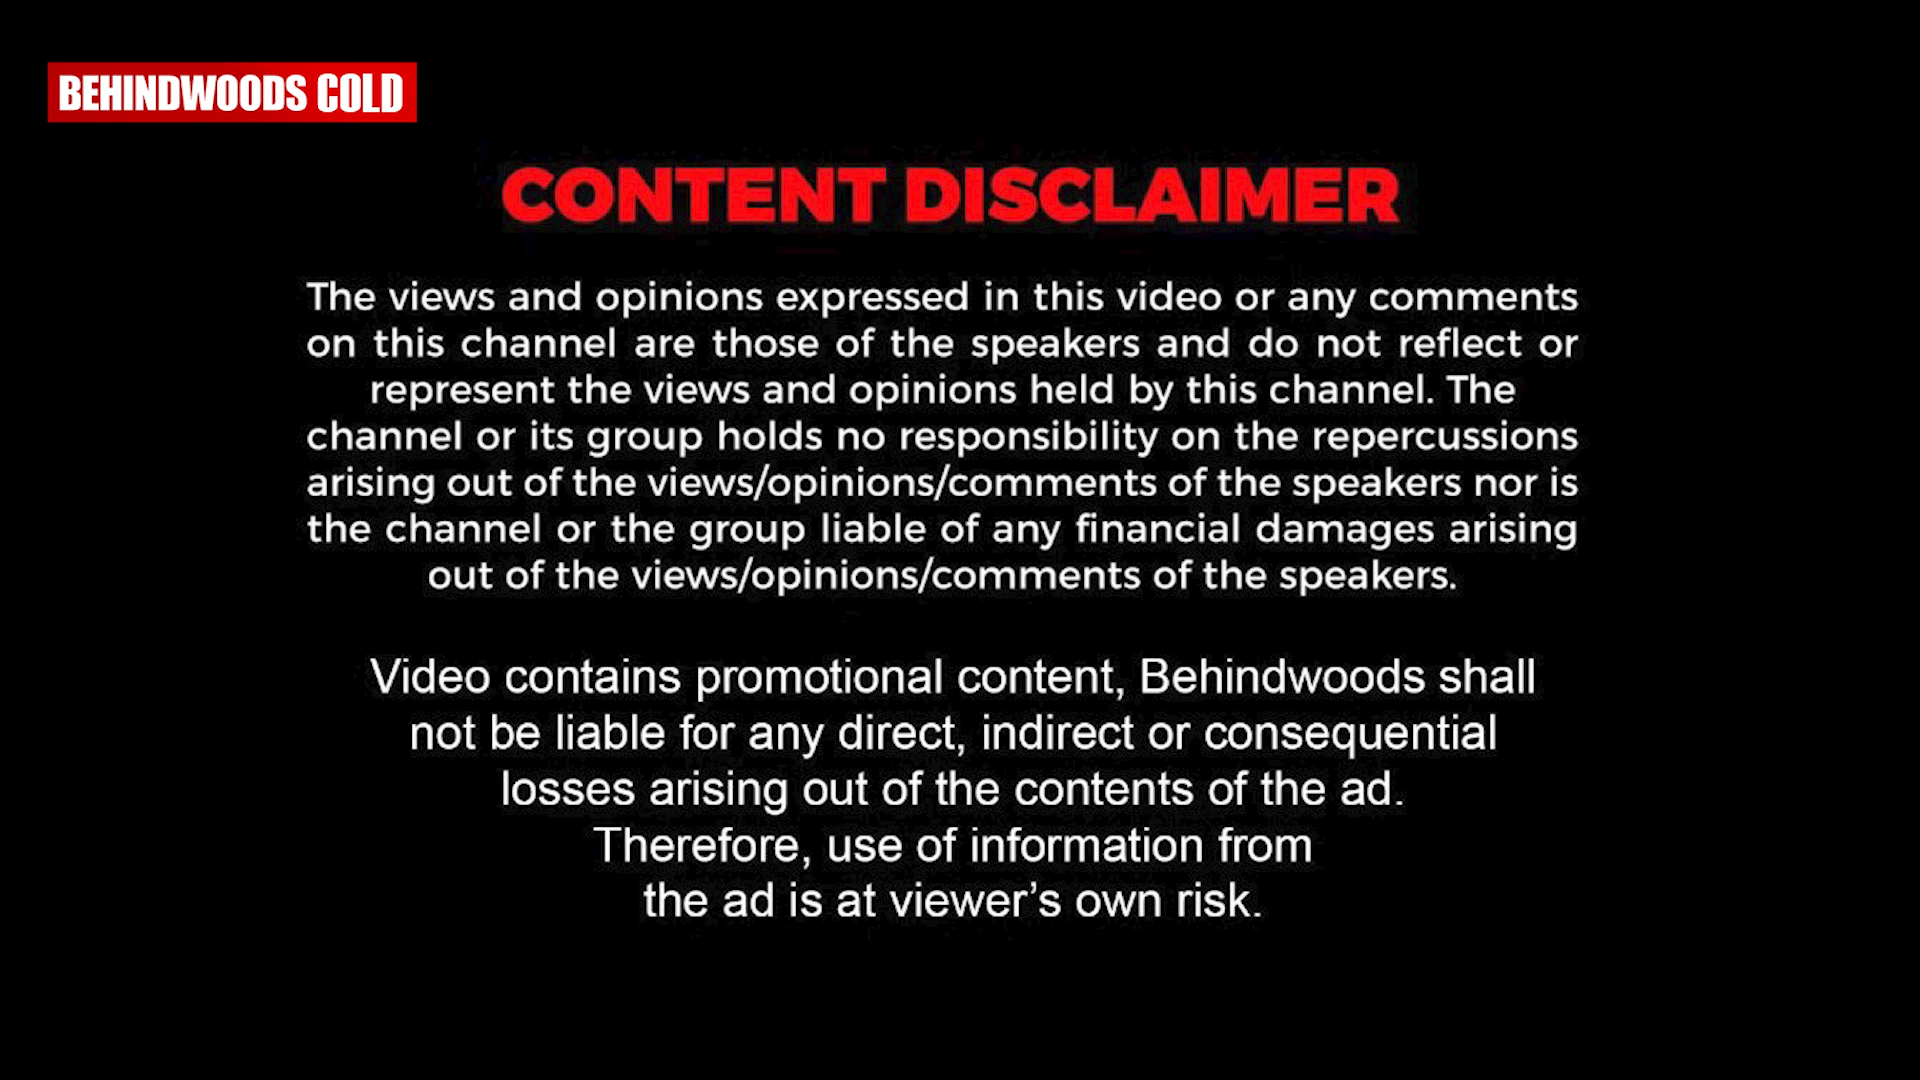 BEHINDWOODS COLD
CONTENT DISCLAIMER
The views and opinions expressed in this video or any comments
on this channel are those of the speakers and do not reflect or
represent the views and opinions held by this channel. The
channel or its group holds no responsibility on the repercussions
arising out of the views/opinions/comments of the speakers nor is
the channel or the group liable of any financial damages arising
out of the views/opinions/comments of the speakers.
Video contains promotional content, Behindwoods shall
not be liable for any direct, indirect or consequential
losses arising out of the contents of the ad.
Therefore, use of information from
the ad is at viewer’s own risk.